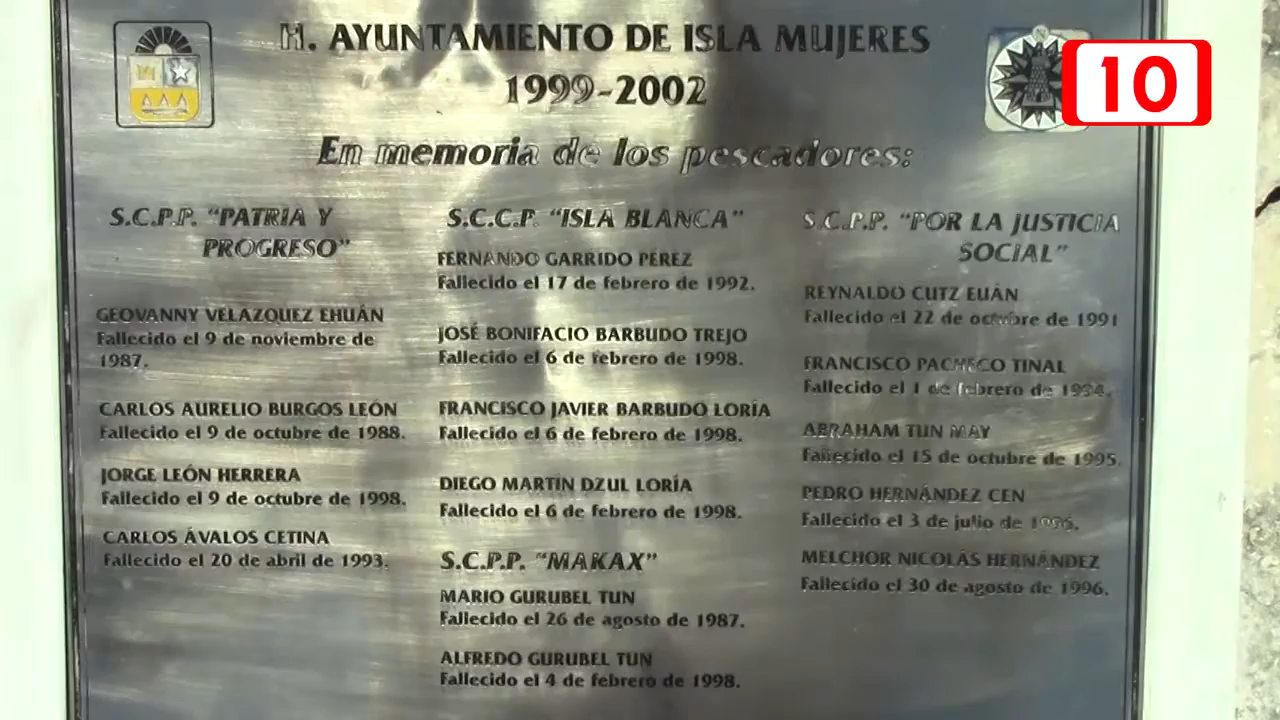 H. AYUNTAMIENTO DE ISLA MUJERES
1999-2002
10
En memoria de los pescadores:
S.C.P.P. "PATRIA Y
PROGRESO"
GEOVANNY VELAZQUEZ EHUÁN
Fallecido el 9 de noviembre de
1987.
CARLOS AURELIO BURGOS LEÓN
Fallecido el 9 de octubre de 1988.
JORGE LEÓN HERRERA
Fallecido el 9 de octubre de 1998.
CARLOS ÁVALOS CETINA
Fallecido el 20 de abril de 1993.
S.C.C.P. "ISLA BLANCA"
FERNANDO GARRIDO PÉREZ
Fallecido el 17 de febrero de 1992.
JOSÉ BONIFACIO BARBUDO TREJO
Fallecido el 6 de febrero de 1998.
FRANCISCO JAVIER BARBUDO LORÍA
Fallecido el 6 de febrero de 1998.
DIEGO MARTÍN DZUL LORÍA
Fallecido el 6 de febrero de 1998.
S.C.P.P. "MAKAX"
MARIO GURUBEL TUN
Fallecido el 26 de agosto de 1987.
ALFREDO GURUBEL TUN
Fallecido el 4 de febrero de 1998.
S.C.P.P. "POR LA JUSTICIA
SOCIAL"
REYNALDO CUTZ EUÁN
Fallecido el 22 de octubre de 1991
FRANCISCO PACHECO TINAL
Fallecido el 1 de febrero de
ABRAHAM TUN MAY
Fallecido el 15 de octubre de 1995.
PEDRO HERNÁNDEZ CEN
Fallecido el 3 de julio de 1996.
MELCHOR NICOLÁS HERNÁNDEZ
Fallecido el 30 de agosto de 1996.